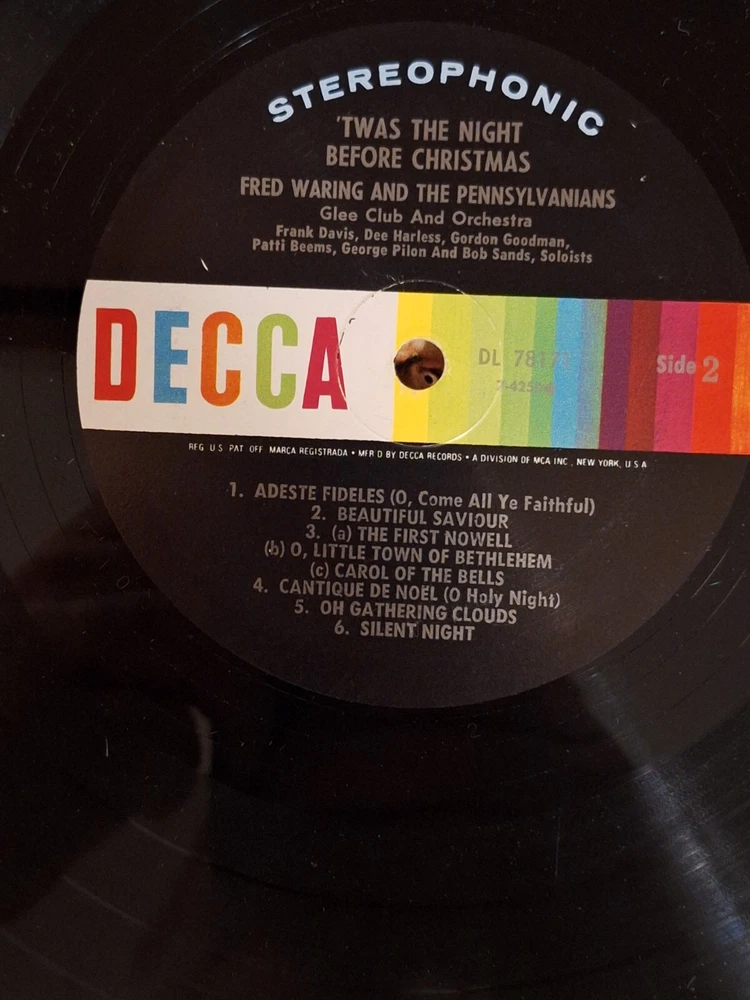 STEREOPHONIC
'TWAS THE NIGHT
BEFORE CHRISTMAS
FRED WARING AND THE PENNSYLVANIANS
Glee Club And Orchestra
Frank Davis, Dee Harless, Gordon Goodman,
Patti Beems, George Pilon And Bob Sands, Soloists
DECCA
DL
Side 2
REG U S PAT OFF MARCA REGISTRADA • MFR D BY DECCA RECORDS • A DIVISION OF MCA INC., NEW YORK, U S A
1. ADESTE FIDELES (O, Come All Ye Faithful)
2. BEAUTIFUL SAVIOUR
3. (a) THE FIRST NOWELL
(b) O, LITTLE TOWN OF BETHLEHEM
(c) CAROL OF THE BELLS
4. CANTIQUE DE NOËL (O Holy Night)
5. OH GATHERING CLOUDS
6. SILENT NIGHT